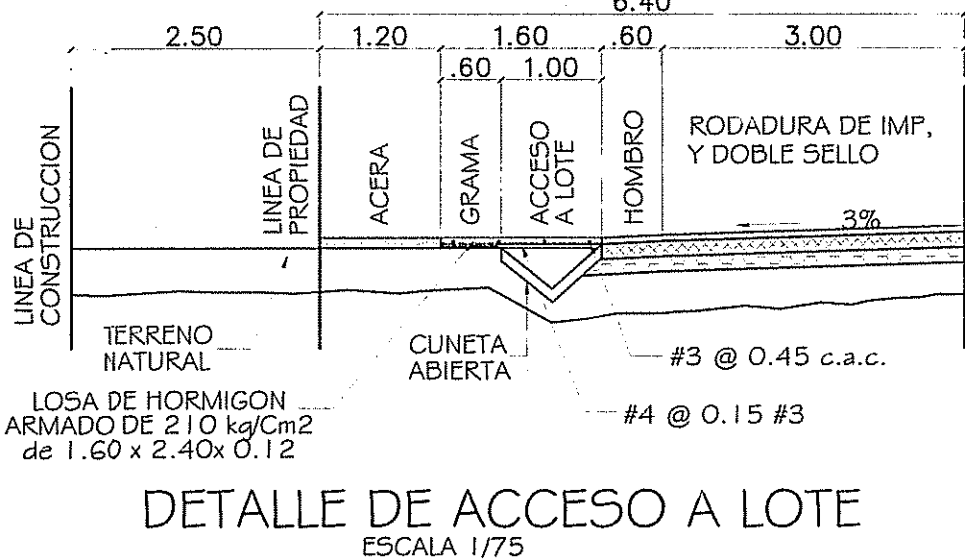 6.40
2.50
1.20
1.60
.60
3.00
.60
1.00
LINEA DE
CONSTRUCCION
LINEA DE
PROPIEDAD
ACERA
GRAMA
ACCESO
A LOTE
HOMBRO
RODADURA DE IMP,
Y DOBLE SELLO
3%
TERRENO
NATURAL
CUNETA
ABIERTA
#3 @ 0.45 c.a.c.
#4 @ 0.15 #3
LOSA DE HORMIGON
ARMADO DE 210 kg/Cm2
de 1.60 x 2.40x 0.12
DETALLE DE ACCESO A LOTE
ESCALA 1/75